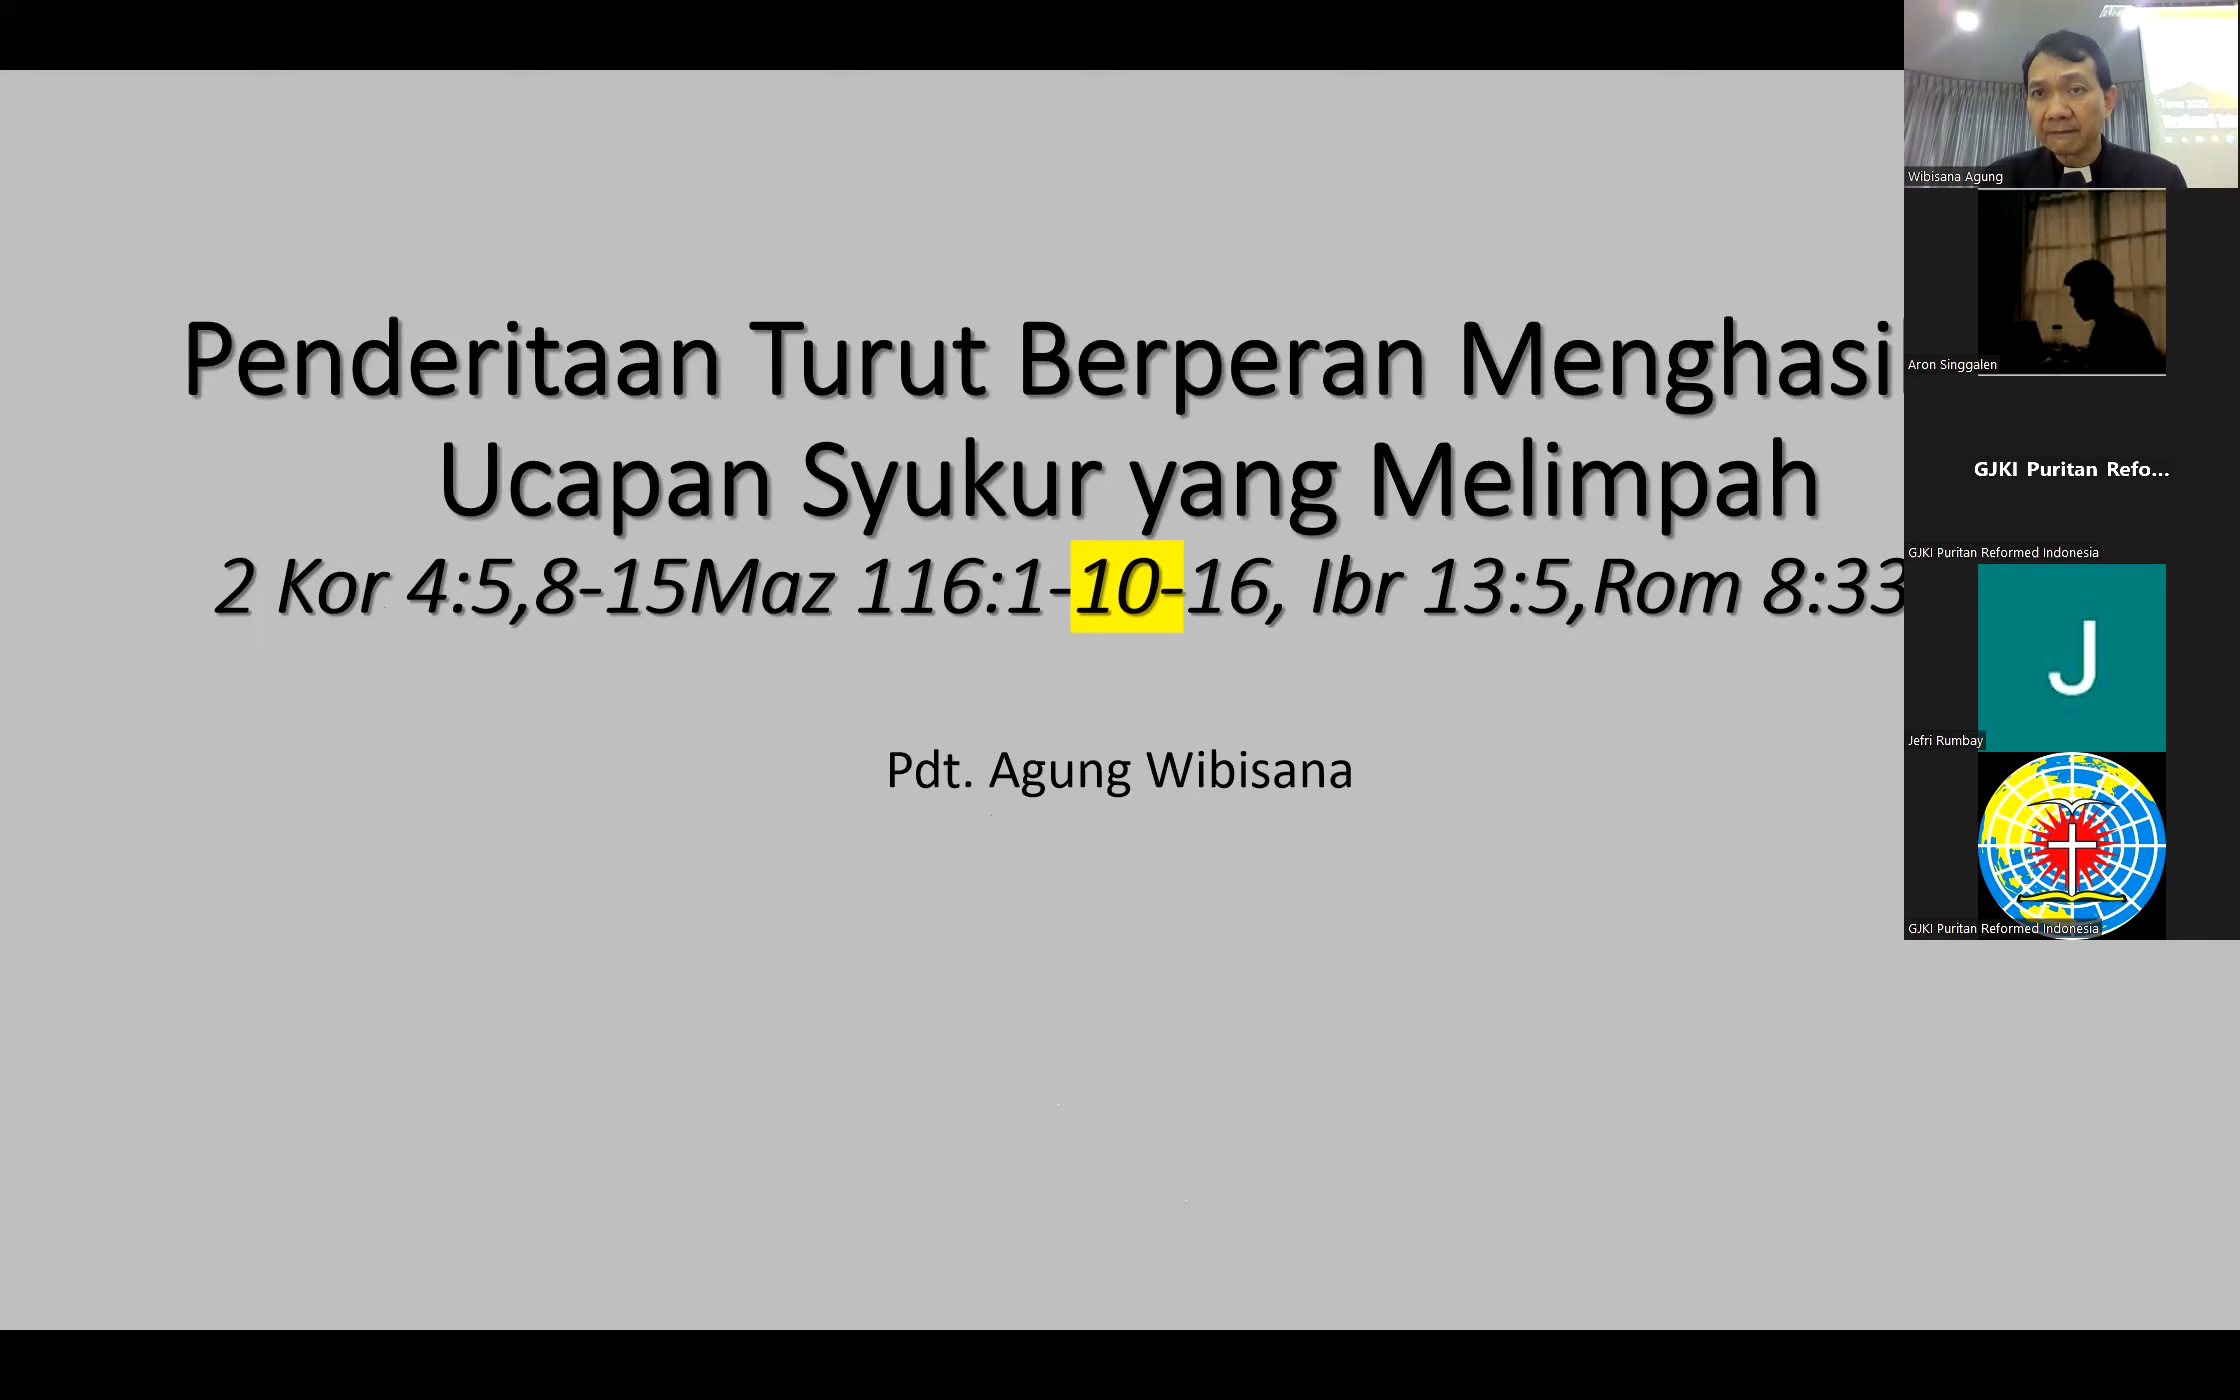 Penderitaan Turut Berperan Menghasil
Ucapan Syukur yang Melimpah
2 Kor 4:5,8-15Maz 116:1-10-16, Ibr 13:5,Rom 8:33
Pdt. Agung Wibisana
Wibisana Agung
Aron Singgalen
GJKI Puritan Refo...
GJKI Puritan Reformed Indonesia
J
Jefri Rumbay
GJKI Puritan Reformed Indonesia